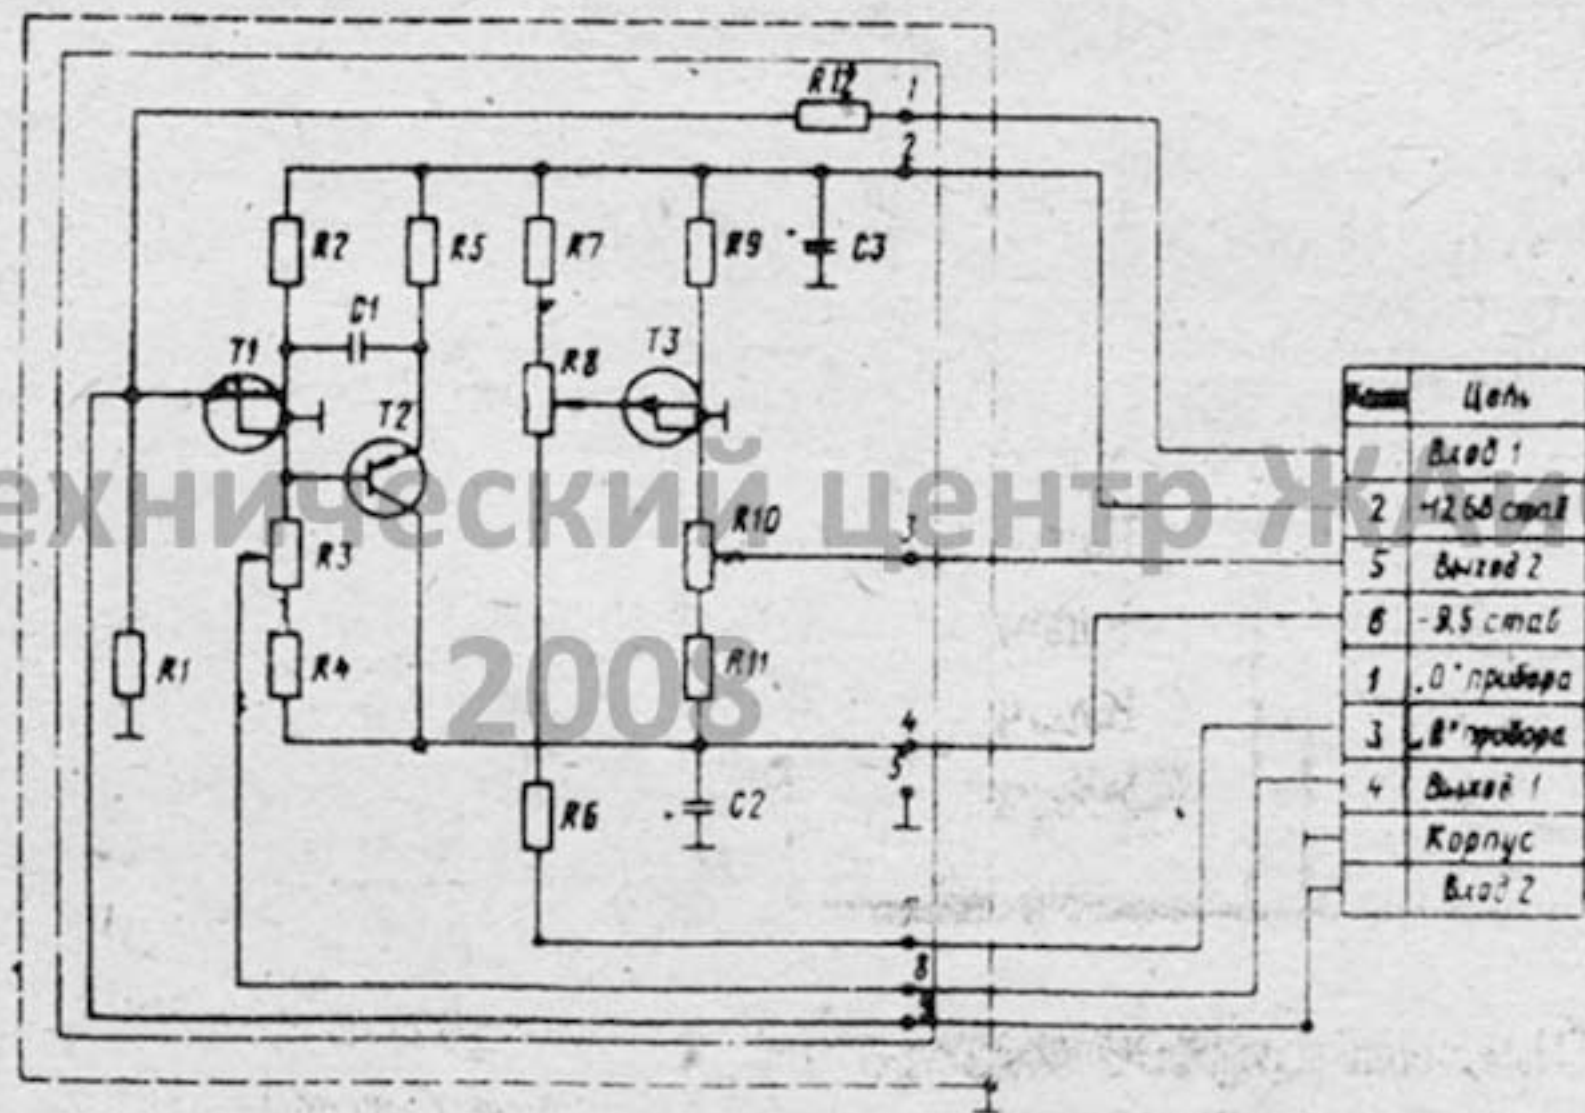 R12
1
2
R2
R5
R7
R9
C3
C1
T1
T3
R8
T2
Цепь
Вход 1
2 -12,6В стаб
технический центр
R10
3
R3
5 Выход 2
6 -9.5 стаб
R1
R4
R11
2008
1 „0" прибора
4
3 прибора
5
R6
C2
4 Выход 1
Корпус
Вход 2
8